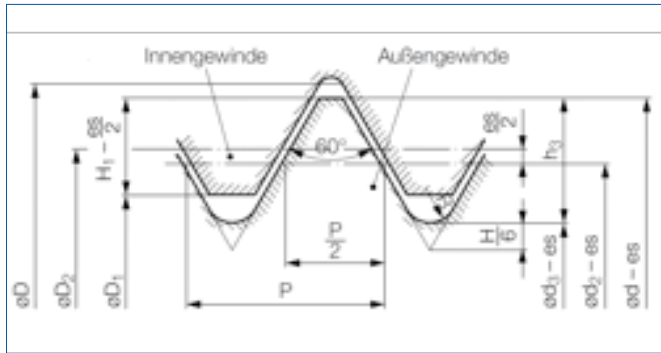 Innengewinde
Außengewinde
H₁ – es/2
60°
es/2
h₃
P/2
H/6
P
øD
øD₂
øD₁
ød₃ – es
ød₂ – es
ød – es